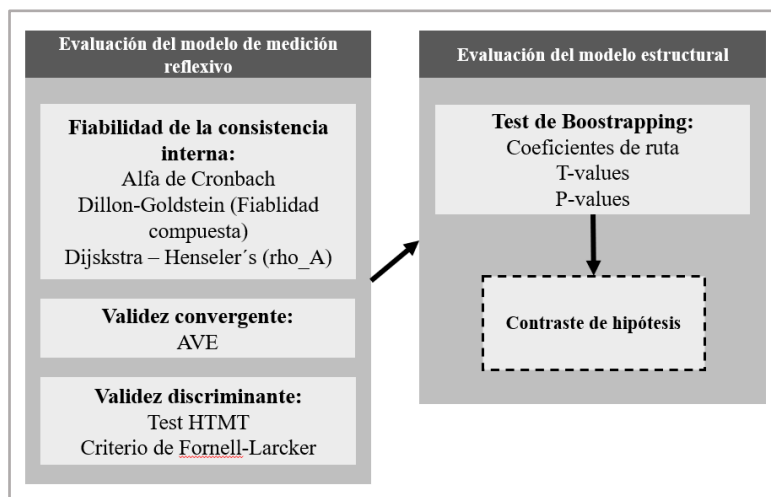 Evaluación del modelo de medición
reflexivo
Fiabilidad de la consistencia
interna:
Alfa de Cronbach
Dillon-Goldstein (Fiablidad
compuesta)
Dijskstra – Henseler´s (rho_A)
Validez convergente:
AVE
Validez discriminante:
Test HTMT
Criterio de Fornell-Larcker
Evaluación del modelo estructural
Test de Boostrapping:
Coeficientes de ruta
T-values
P-values
Contraste de hipótesis